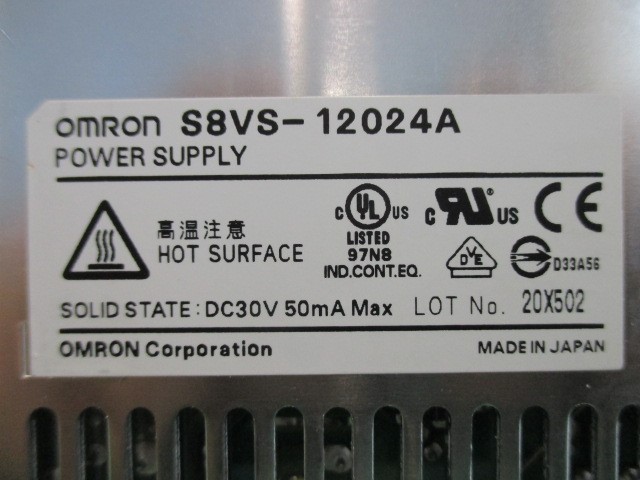 OMRON S8VS-12024A
POWER SUPPLY
高温注意
HOT SURFACE
C UL US
LISTED
97N8
IND.CONT.EQ.
C RU US
CE
DVE
D33A56
SOLID STATE: DC30V 50mA Max LOT No. 20X502
OMRON Corporation MADE IN JAPAN